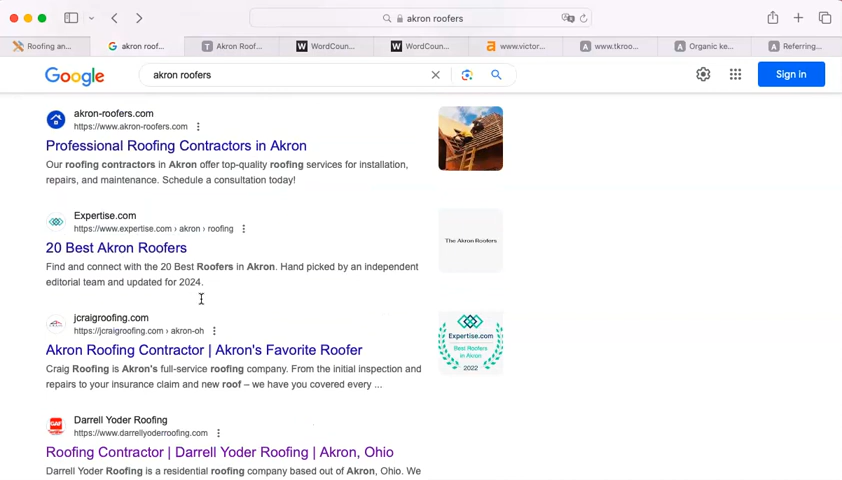 akron roofers
Roofing an...
akron roof...
Akron Roof...
WordCoun...
WordCoun...
www.victor...
www.tkroo...
Organic ke...
Referring...
Google
akron roofers
Sign in
akron-roofers.com
https://www.akron-roofers.com
Professional Roofing Contractors in Akron
Our roofing contractors in Akron offer top-quality roofing services for installation,
repairs, and maintenance. Schedule a consultation today!
Expertise.com
https://www.expertise.com › akron › roofing
20 Best Akron Roofers
Find and connect with the 20 Best Roofers in Akron. Hand picked by an independent
editorial team and updated for 2024.
The Akron Roofers
jcraigroofing.com
https://jcraigroofing.com › akron-oh
Akron Roofing Contractor | Akron's Favorite Roofer
Craig Roofing is Akron's full-service roofing company. From the initial inspection and
repairs to your insurance claim and new roof – we have you covered every ...
Expertise.com
Best Roofers
in Akron
2022
GAF
Darrell Yoder Roofing
https://www.darrellyoderroofing.com
Roofing Contractor | Darrell Yoder Roofing | Akron, Ohio
Darrell Yoder Roofing is a residential roofing company based out of Akron, Ohio. We